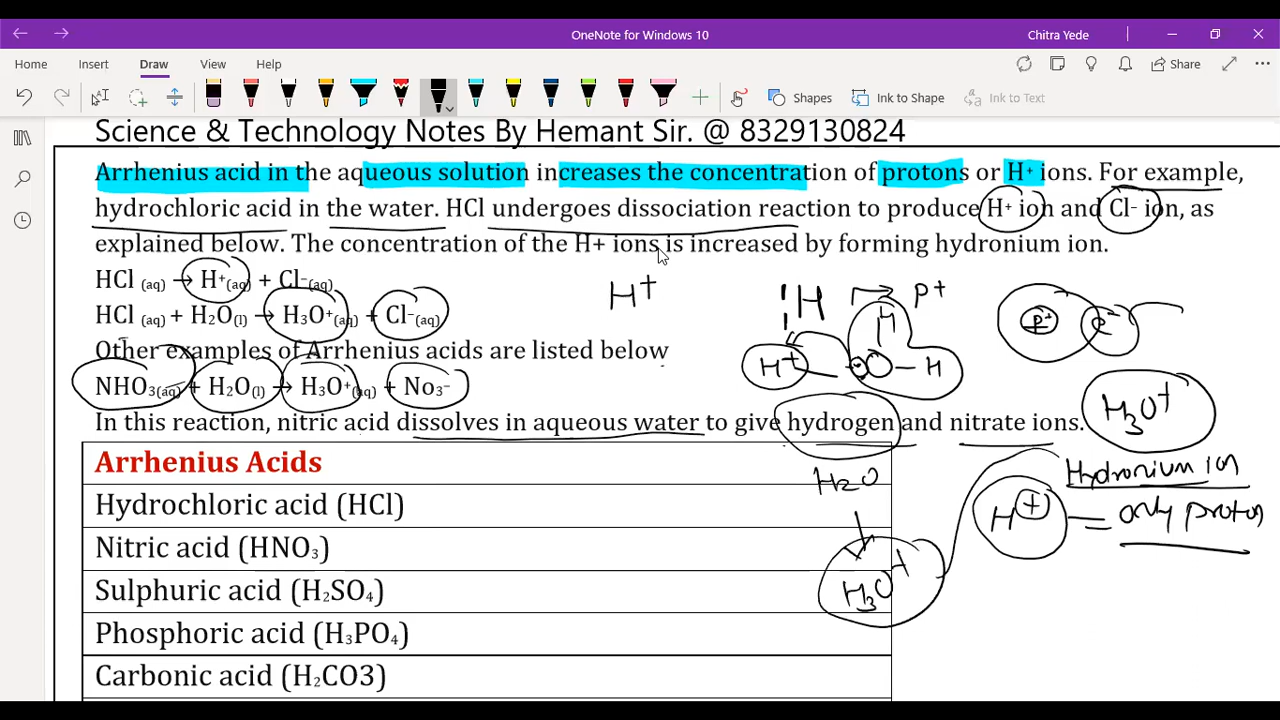 OneNote for Windows 10
Chitra Yede
Home Insert Draw View Help
Share
Shapes Ink to Shape Ink to Text
Science & Technology Notes By Hemant Sir. @ 8329130824
Arrhenius acid in the aqueous solution increases the concentration of protons or H⁺ ions. For example,
hydrochloric acid in the water. HCl undergoes dissociation reaction to produce H⁺ ion and Cl⁻ ion, as
explained below. The concentration of the H+ ions is increased by forming hydronium ion.
HCl (aq) → H⁺(aq) + Cl⁻(aq)
H⁺
¹₁H → P⁺
P⁺ e⁻
HCl (aq) + H₂O(l) → H₃O⁺(aq) + Cl⁻(aq)
H
Other examples of Arrhenius acids are listed below
H⁺ O – H
NHO₃(aq) + H₂O(l) → H₃O⁺(aq) + No₃⁻
H₃O⁺
In this reaction, nitric acid dissolves in aqueous water to give hydrogen and nitrate ions.
Arrhenius Acids
Hydronium ion
H₂O
Hydrochloric acid (HCl)
H⁺ = only proton
Nitric acid (HNO₃)
Sulphuric acid (H₂SO₄)
H₃O⁺
Phosphoric acid (H₃PO₄)
Carbonic acid (H₂CO3)